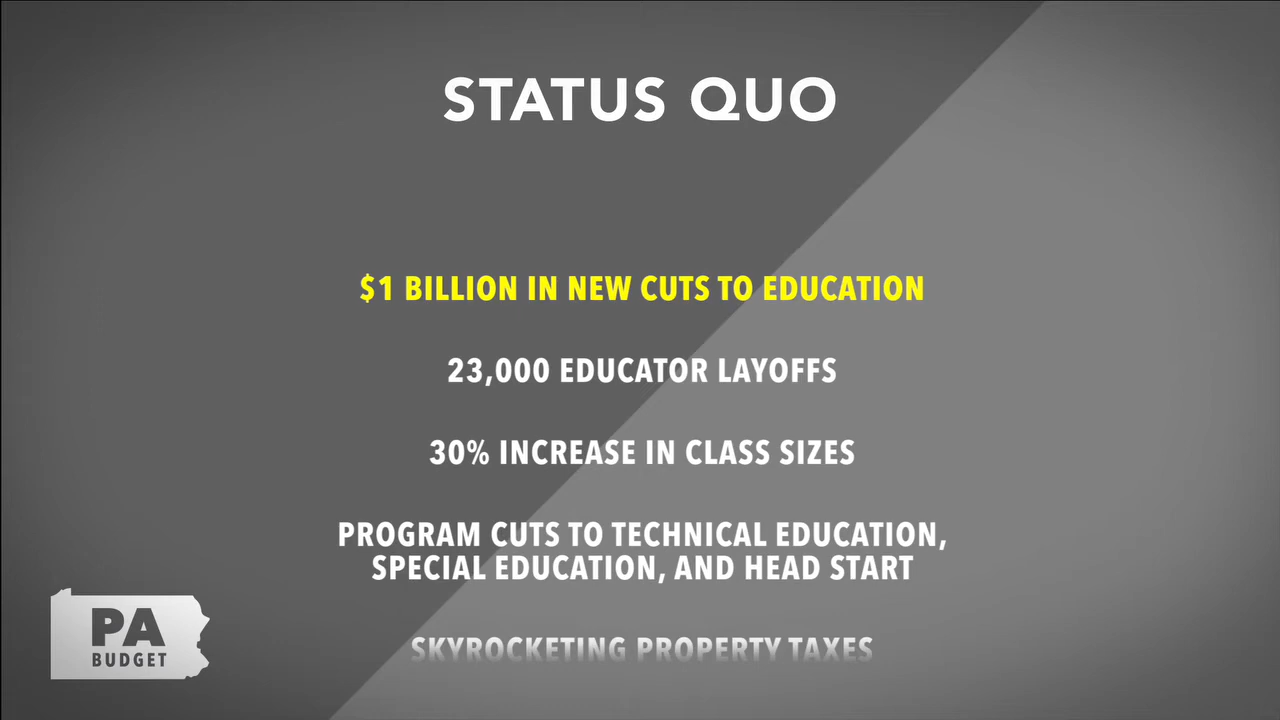 STATUS QUO
$1 BILLION IN NEW CUTS TO EDUCATION
23,000 EDUCATOR LAYOFFS
30% INCREASE IN CLASS SIZES
PROGRAM CUTS TO TECHNICAL EDUCATION,
SPECIAL EDUCATION, AND HEAD START
SKYROCKETING PROPERTY TAXES
PA
BUDGET